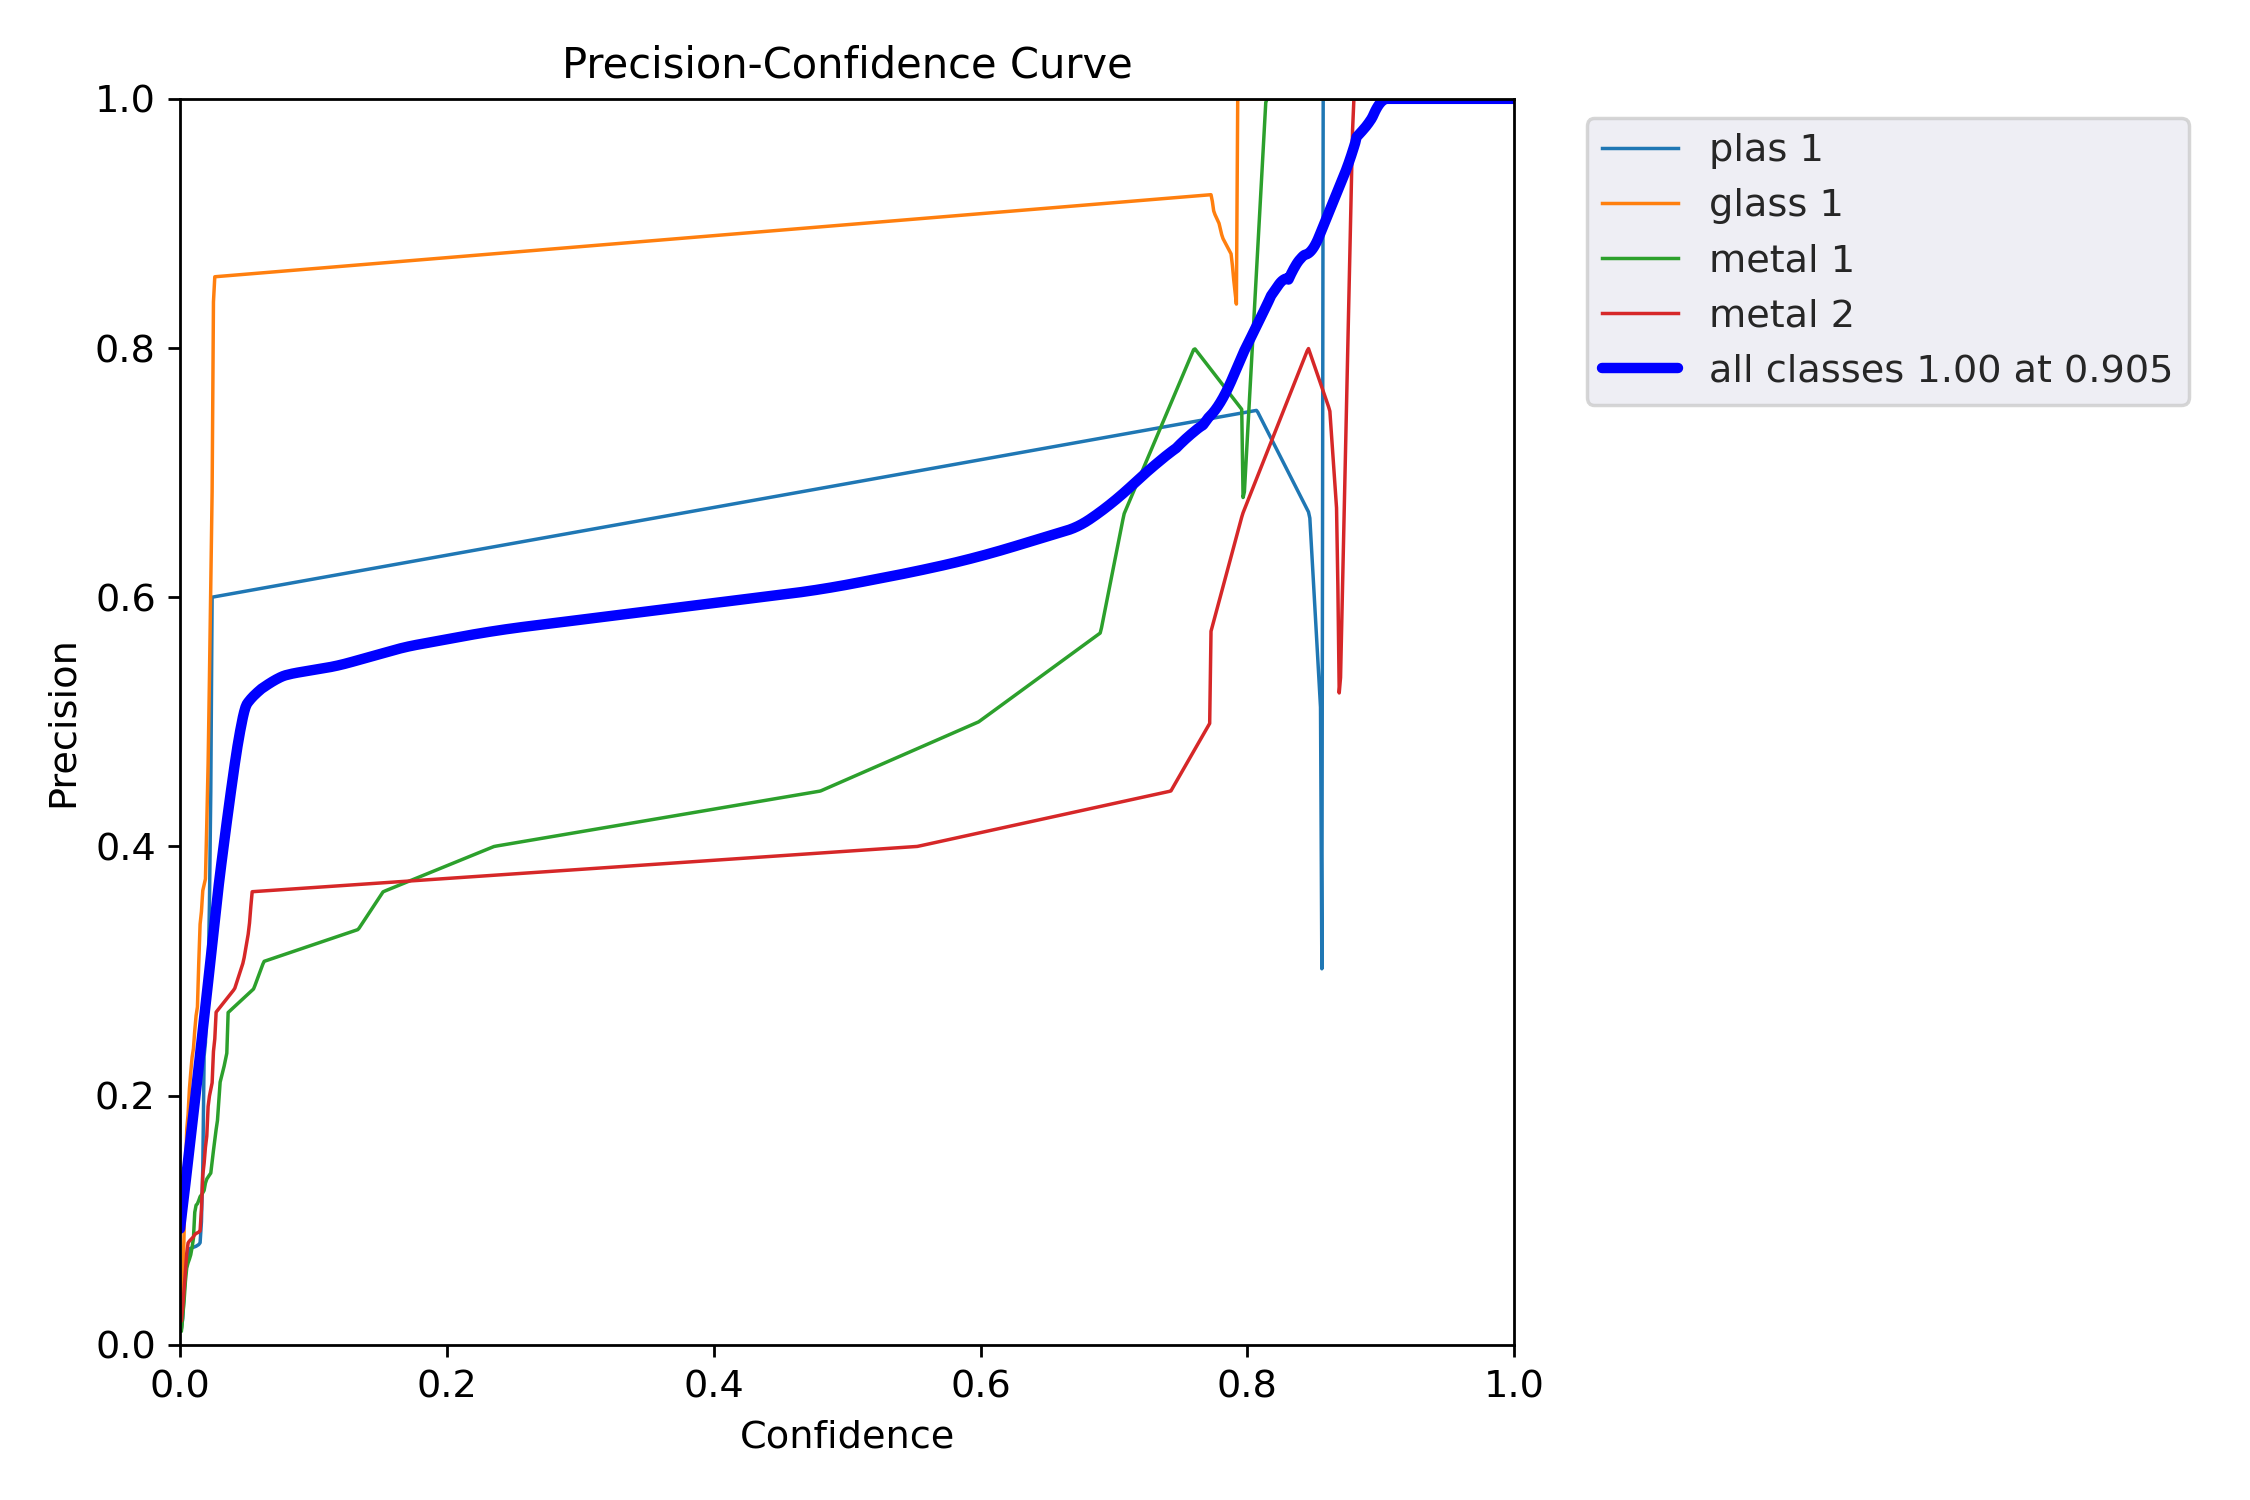 Precision-Confidence Curve
1.0
0.8
0.6
0.4
0.2
0.0
Precision
0.0 0.2 0.4 0.6 0.8 1.0
Confidence
plas 1
glass 1
metal 1
metal 2
all classes 1.00 at 0.905